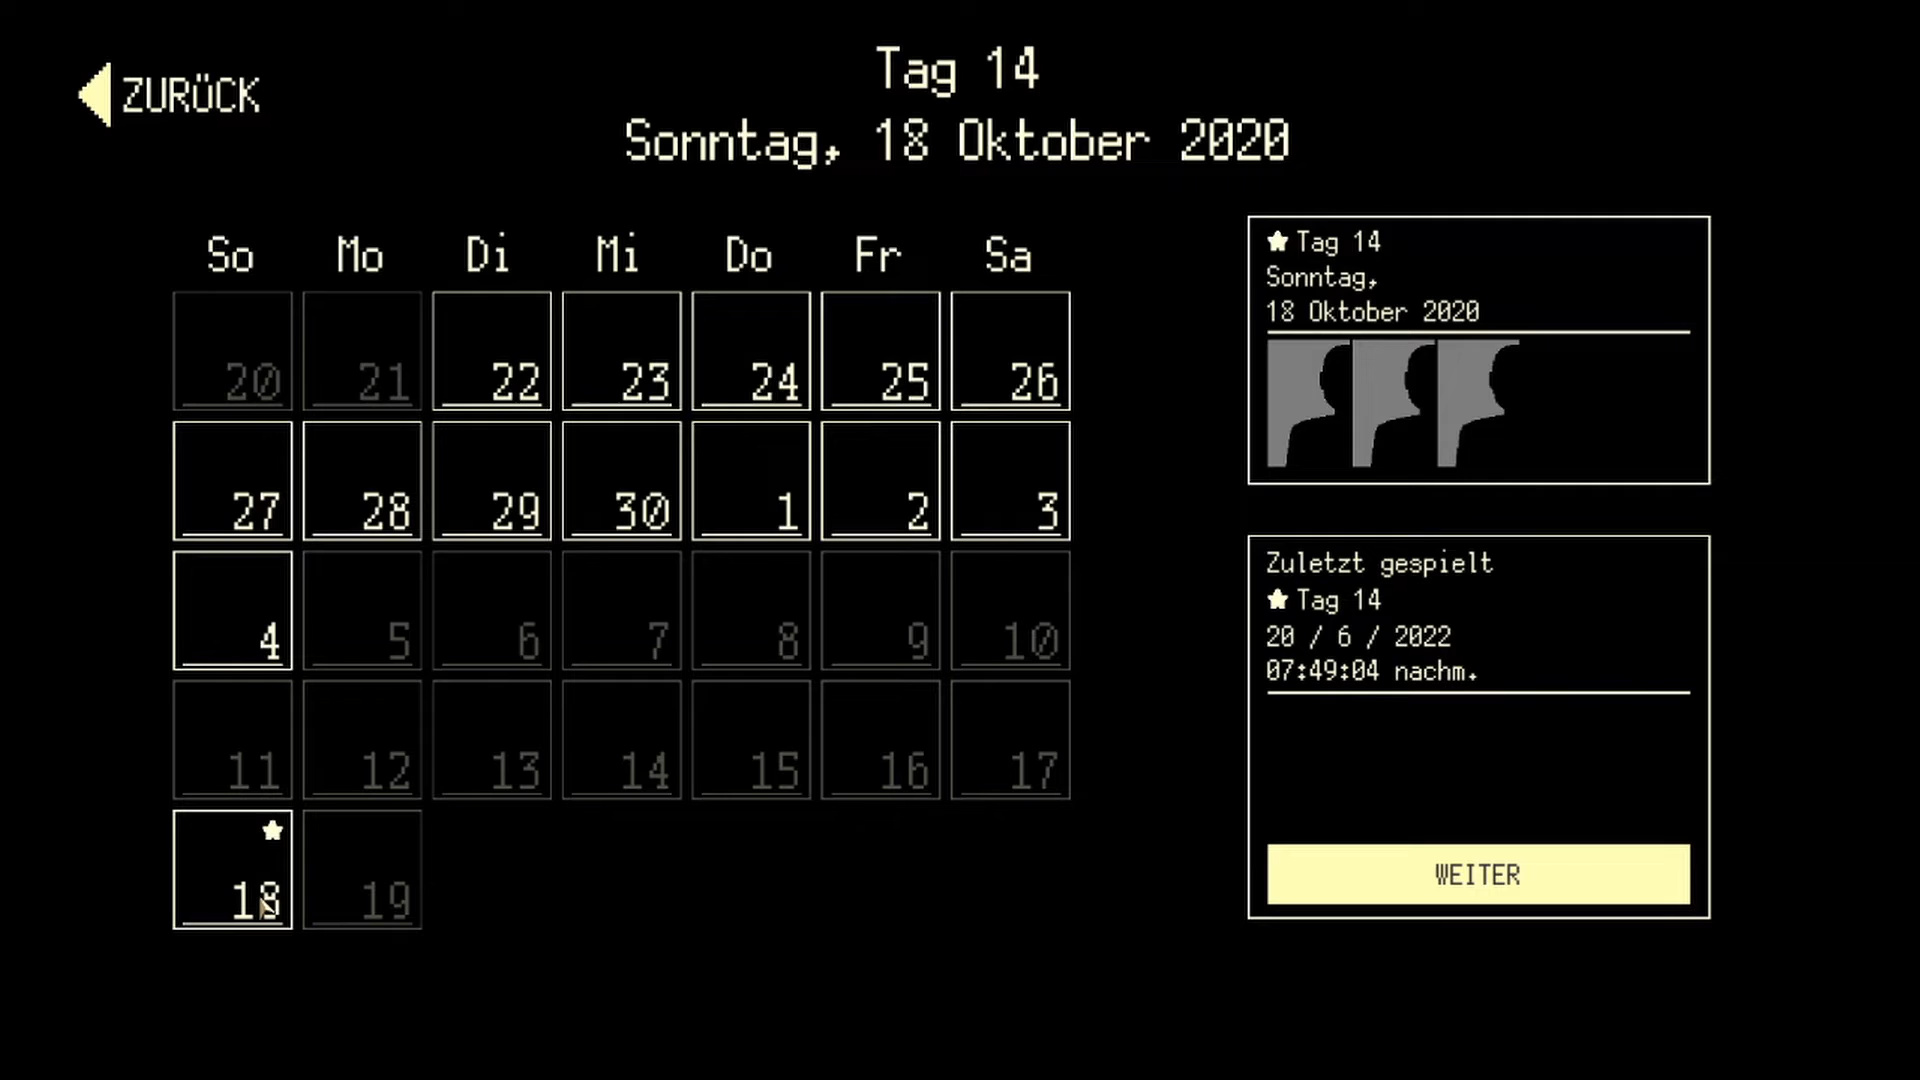 ZURÜCK
Tag 14
Sonntag, 18 Oktober 2020
So Mo Di Mi Do Fr Sa
20 21 22 23 24 25 26
27 28 29 30 1 2 3
4 5 6 7 8 9 10
11 12 13 14 15 16 17
18 19
Tag 14
Sonntag,
18 Oktober 2020
Zuletzt gespielt
Tag 14
20 / 6 / 2022
07:49:04 nachm.
WEITER